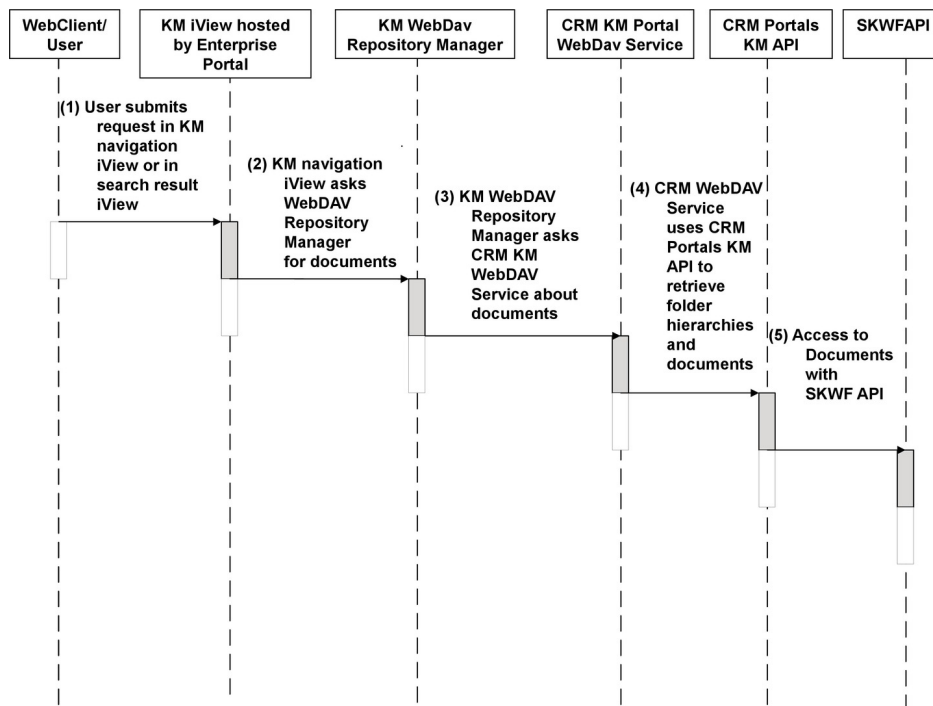 WebClient/
User
KM iView hosted
by Enterprise
Portal
KM WebDav
Repository Manager
CRM KM Portal
WebDav Service
CRM Portals
KM API
SKWFAPI
(1) User submits
request in KM
navigation
iView or in
search result
iView
(2) KM navigation
iView asks
WebDAV
Repository
Manager
for documents
(3) KM WebDAV
Repository
Manager asks
CRM KM
WebDAV
Service about
documents
(4) CRM WebDAV
Service
uses CRM
Portals KM
API to
retrieve
folder
hierarchies
and
documents
(5) Access to
Documents
with
SKWF API